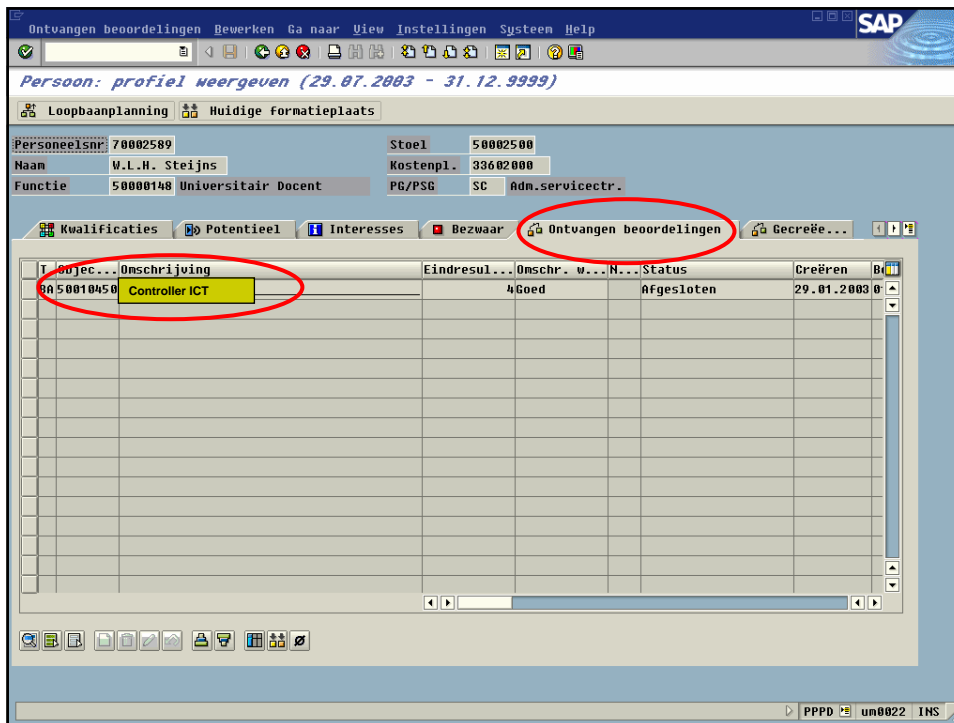 Ontvangen beoordelingen Bewerken Ga naar View Instellingen Systeem Help
SAP
Persoon: profiel weergeven (29.07.2003 - 31.12.9999)
Loopbaanplanning Huidige formatieplaats
Personeelsnr 70002589 Stoel 50002500
Naam W.L.H. Steijns Kostenpl. 33602000
Functie 50000148 Universitair Docent PG/PSG SC Adm.servicectr.
Kwalificaties Potentieel Interesses Bezwaar Ontvangen beoordelingen Gecreëe...
T Objec... Omschrijving Eindresul... Omschr. w... N... Status Creëren
BA 50010450 Controller ICT 4 Goed Afgesloten 29.01.2003
PPPD um0022 INS